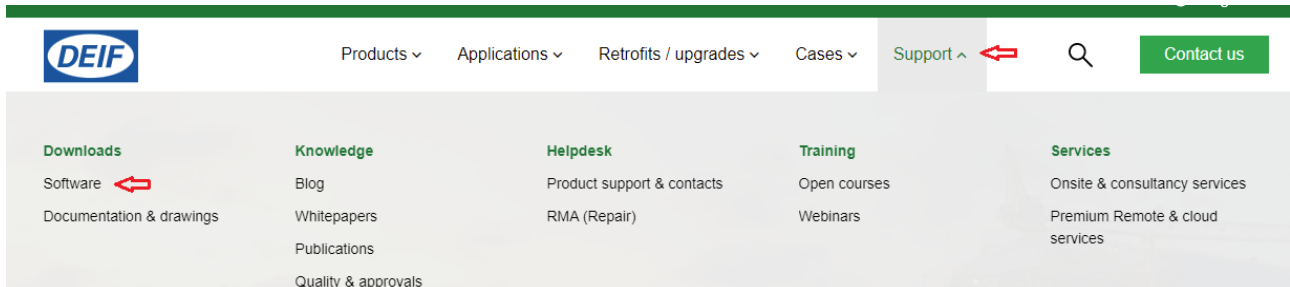 DEIF
Products
Applications
Retrofits / upgrades
Cases
Support
Contact us
Downloads
Software
Documentation & drawings
Knowledge
Blog
Whitepapers
Publications
Quality & approvals
Helpdesk
Product support & contacts
RMA (Repair)
Training
Open courses
Webinars
Services
Onsite & consultancy services
Premium Remote & cloud
services